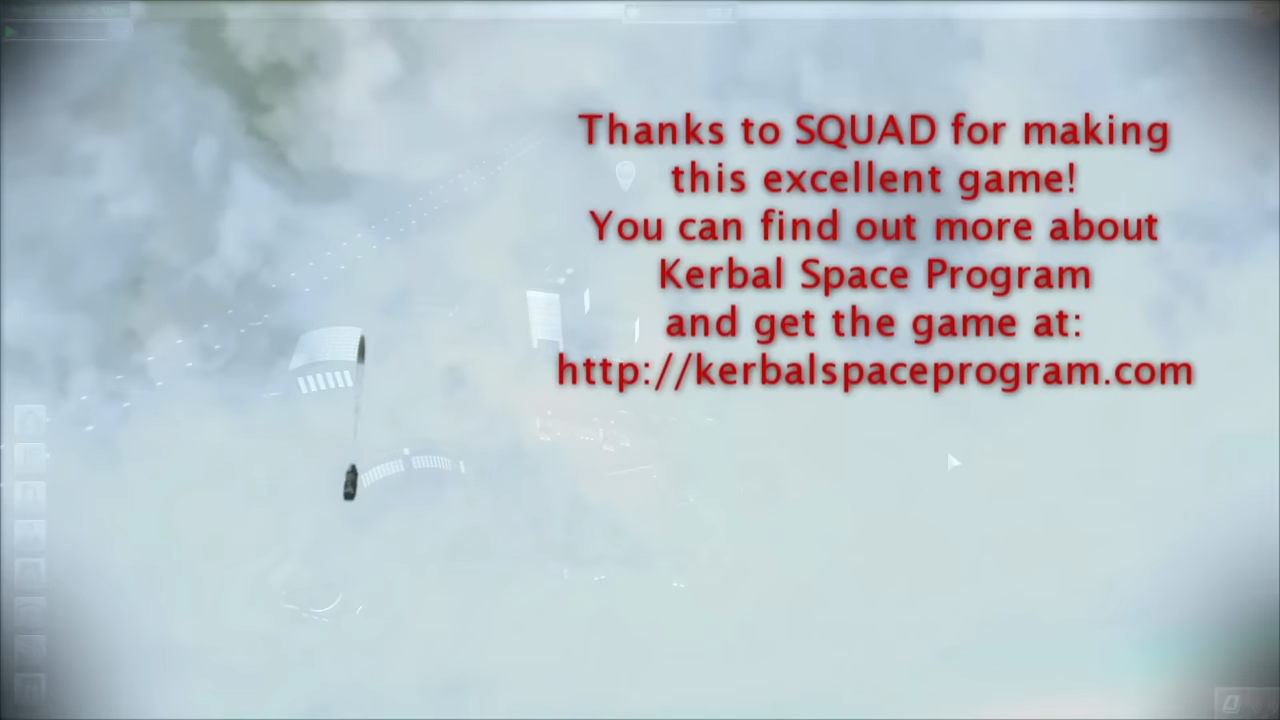 Thanks to SQUAD for making
this excellent game!
You can find out more about
Kerbal Space Program
and get the game at:
http://kerbalspaceprogram.com